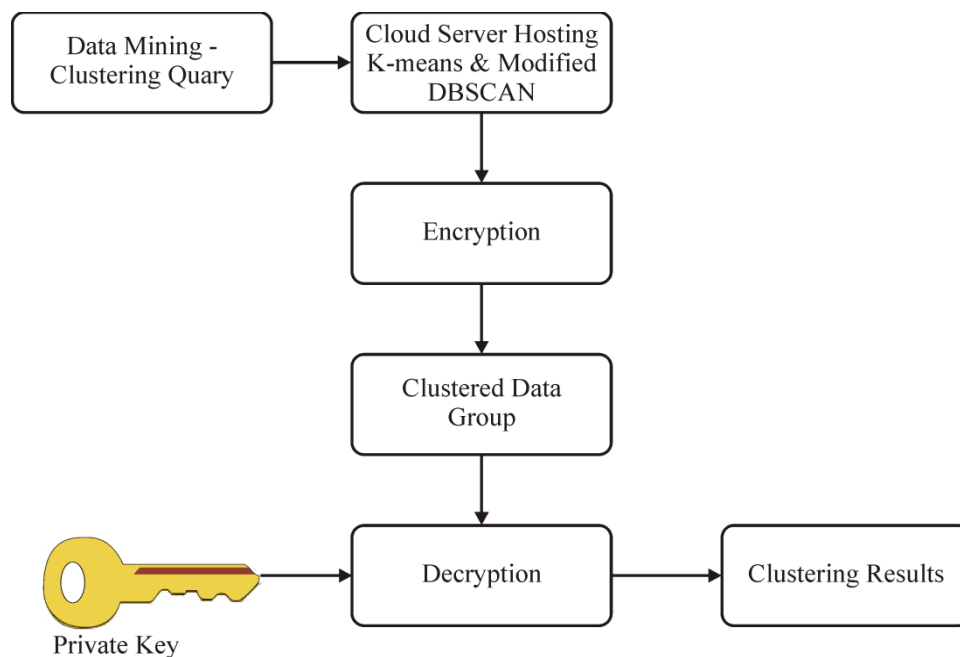 Data Mining -
Clustering Quary
Cloud Server Hosting
K-means & Modified
DBSCAN
Encryption
Clustered Data
Group
Decryption
Clustering Results
Private Key